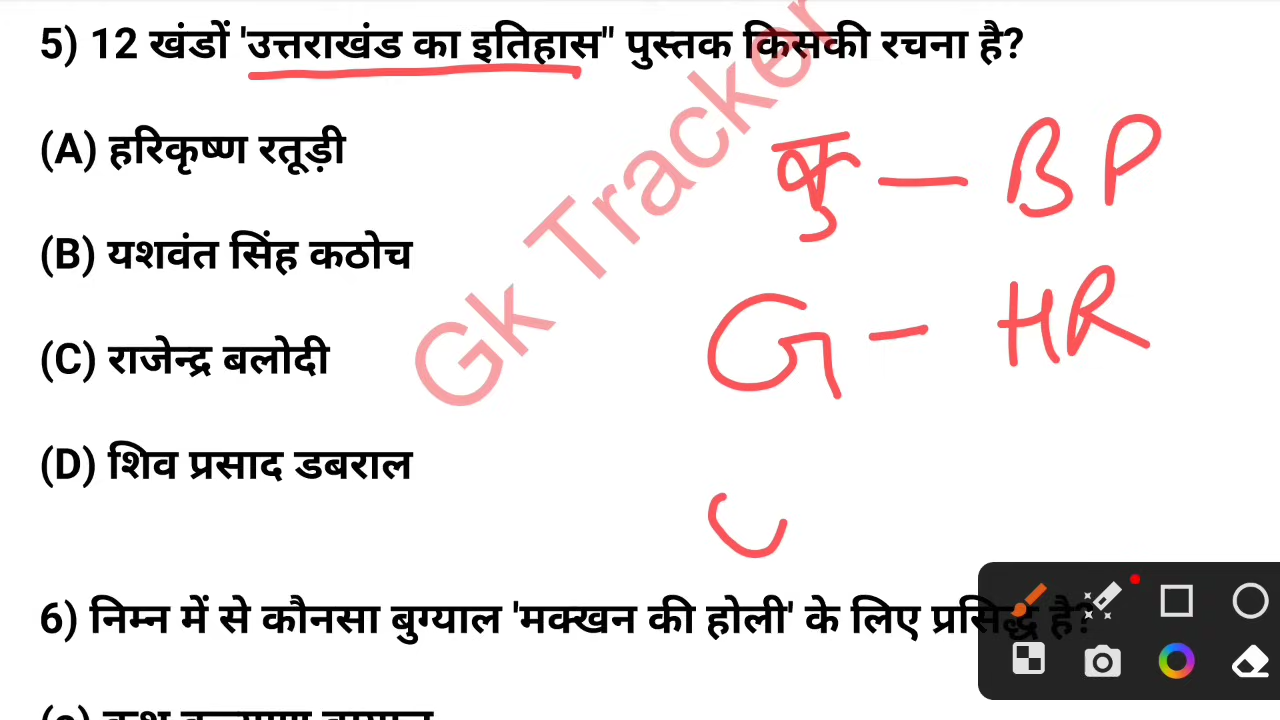 5) 12 खंडों 'उत्तराखंड का इतिहास" पुस्तक किसकी रचना है?
(A) हरिकृष्ण रतूड़ी
कु — BP
(B) यशवंत सिंह कठोच
G — HR
(C) राजेन्द्र बलोदी
(D) शिव प्रसाद डबराल
Gk Tracker
6) निम्न में से कौनसा बुग्याल 'मक्खन की होली' के लिए प्रसिद्ध है?